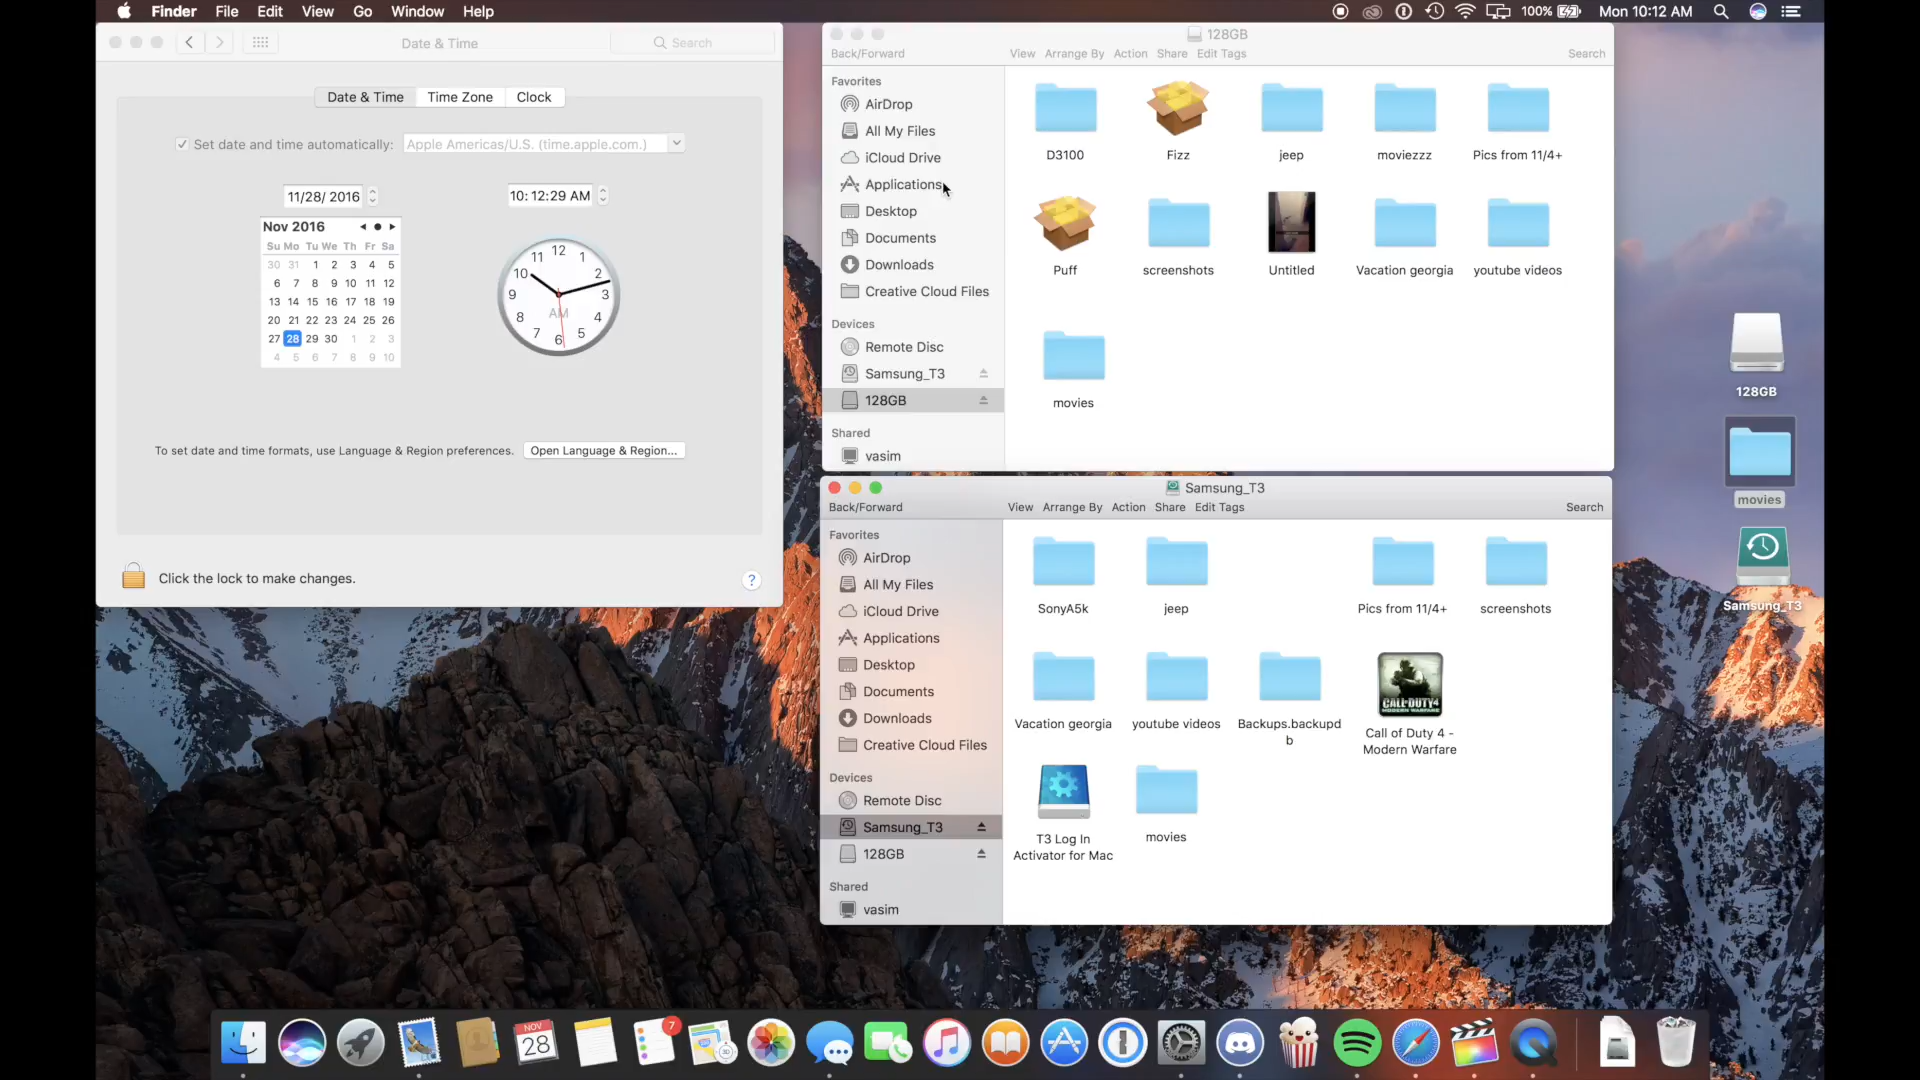 Finder File Edit View Go Window Help
100% Mon 10:12 AM
Date & Time
Search
Date & Time Time Zone Clock
Set date and time automatically: Apple Americas/U.S. (time.apple.com.)
11/28/ 2016
10: 12:29 AM
Nov 2016
Su Mo Tu We Th Fr Sa
30 31 1 2 3 4 5
6 7 8 9 10 11 12
13 14 15 16 17 18 19
20 21 22 23 24 25 26
27 28 29 30 1 2 3
4 5 6 7 8 9 10
12
1
2
3
4
5
6
7
8
9
10
11
AM
To set date and time formats, use Language & Region preferences. Open Language & Region...
Click the lock to make changes.
?
128GB
Back/Forward View Arrange By Action Share Edit Tags Search
Favorites
AirDrop
All My Files
iCloud Drive
Applications
Desktop
Documents
Downloads
Creative Cloud Files
Devices
Remote Disc
Samsung_T3
128GB
Shared
vasim
D3100 Fizz jeep moviezzz Pics from 11/4+
Puff screenshots Untitled Vacation georgia youtube videos
movies
Samsung_T3
Back/Forward View Arrange By Action Share Edit Tags Search
Favorites
AirDrop
All My Files
iCloud Drive
Applications
Desktop
Documents
Downloads
Creative Cloud Files
Devices
Remote Disc
Samsung_T3
128GB
Shared
vasim
SonyA5k jeep Pics from 11/4+ screenshots
CALL·DUTY4
Vacation georgia youtube videos Backups.backupd
b
Call of Duty 4 -
Modern Warfare
T3 Log In
Activator for Mac
movies
128GB
movies
Samsung_T3
NOV
28
7
3D